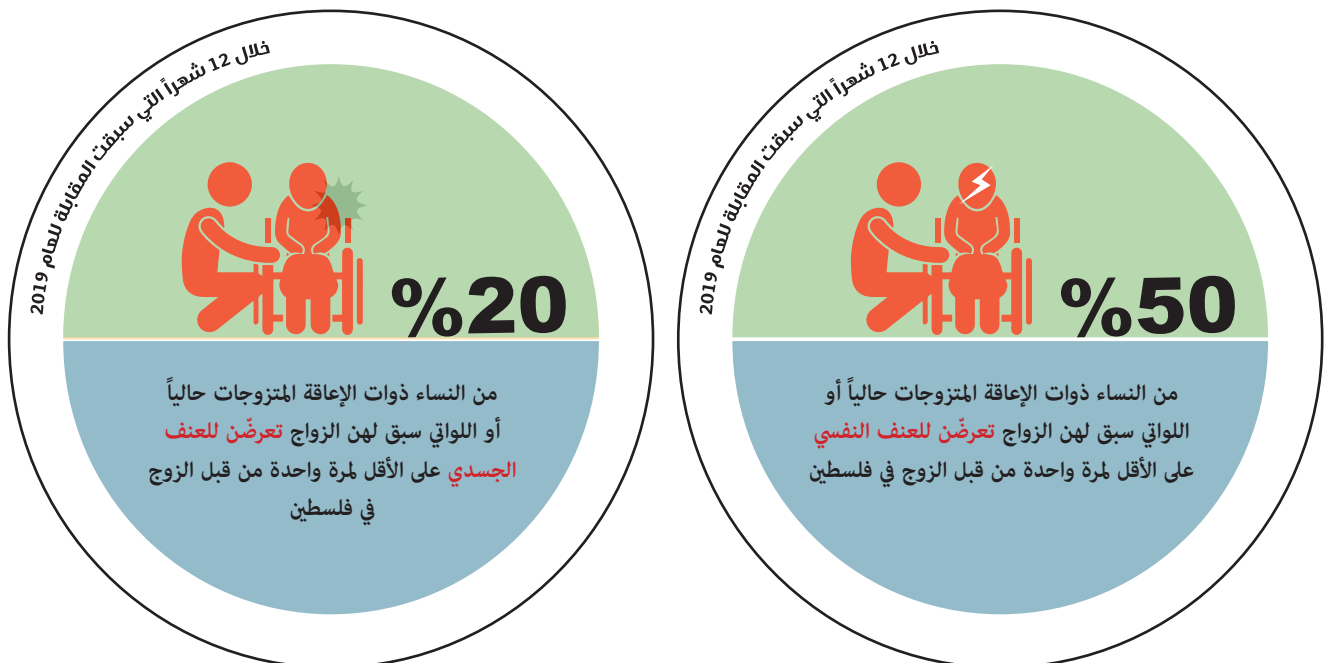 خلال 12 شهراً التي سبقت المقابلة للعام 2019
%50
من النساء ذوات الإعاقة المتزوجات حالياً أو
اللواتي سبق لهن الزواج تعرضّن للعنف النفسي
على الأقل لمرة واحدة من قبل الزوج في فلسطين
خلال 12 شهراً التي سبقت المقابلة للعام 2019
%20
من النساء ذوات الإعاقة المتزوجات حالياً
أو اللواتي سبق لهن الزواج تعرضّن للعنف
الجسدي على الأقل لمرة واحدة من قبل الزوج
في فلسطين